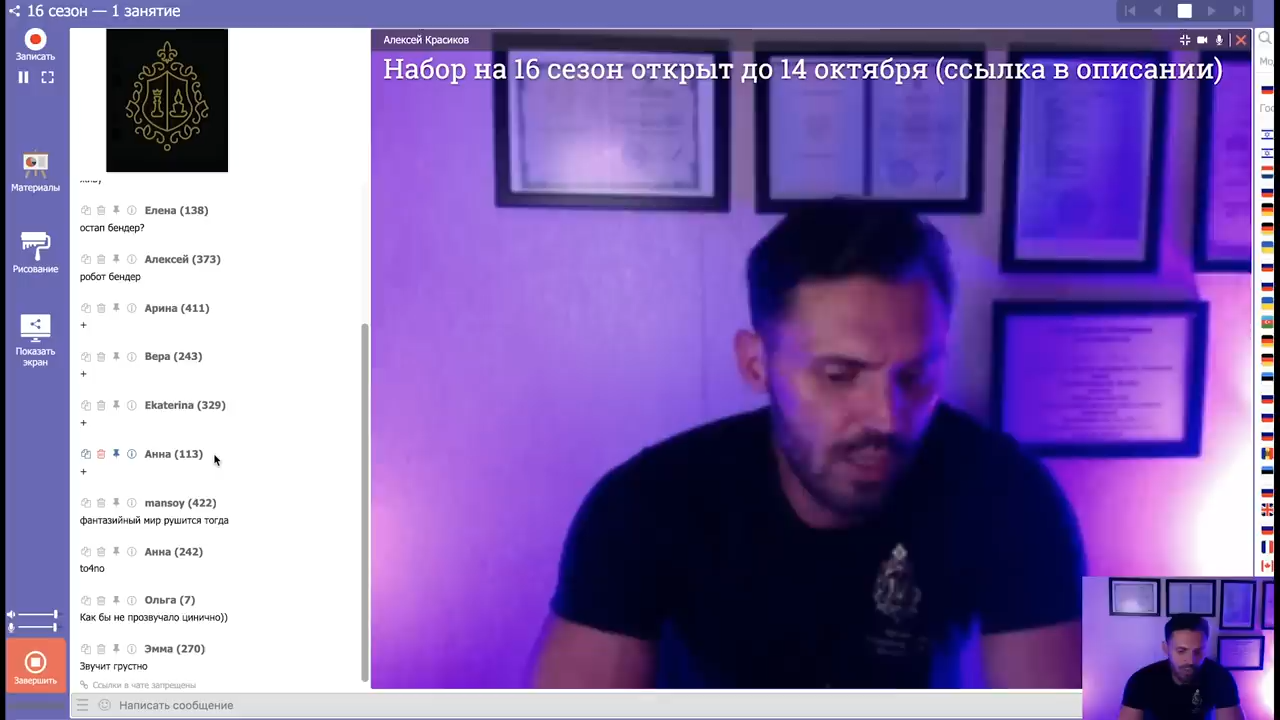 16 сезон — 1 занятие
Записать
Материалы
Рисование
Показать
экран
Завершить
живу
Елена (138)
остап бендер?
Алексей (373)
робот бендер
Арина (411)
+
Вера (243)
+
Ekaterina (329)
+
Анна (113)
+
mansoy (422)
фантазийный мир рушится тогда
Анна (242)
to4no
Ольга (7)
Как бы не прозвучало цинично))
Эмма (270)
Звучит грустно
Ссылки в чате запрещены
Написать сообщение
Алексей Красиков
Набор на 16 сезон открыт до 14 октября (ссылка в описании)
Мо
Гос